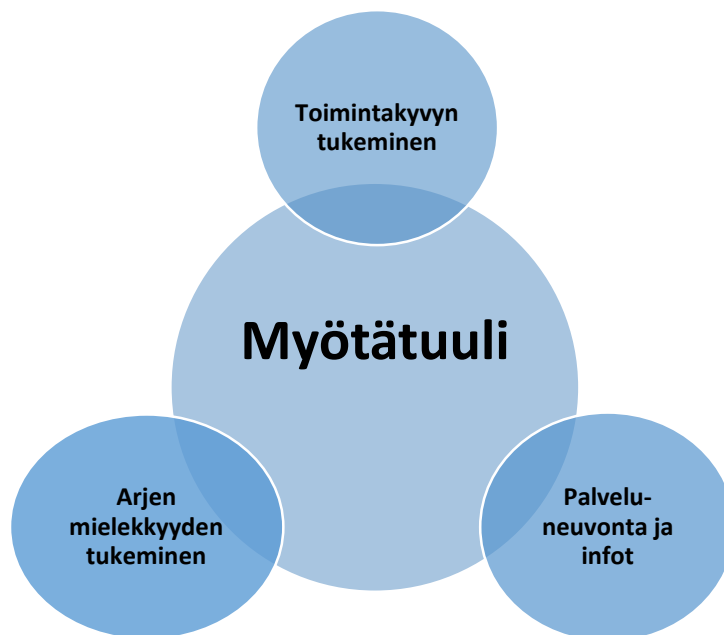 Toimintakyvyn
tukeminen
Myötätuuli
Arjen
mielekkyyden
tukeminen
Palvelu-
neuvonta ja
infot